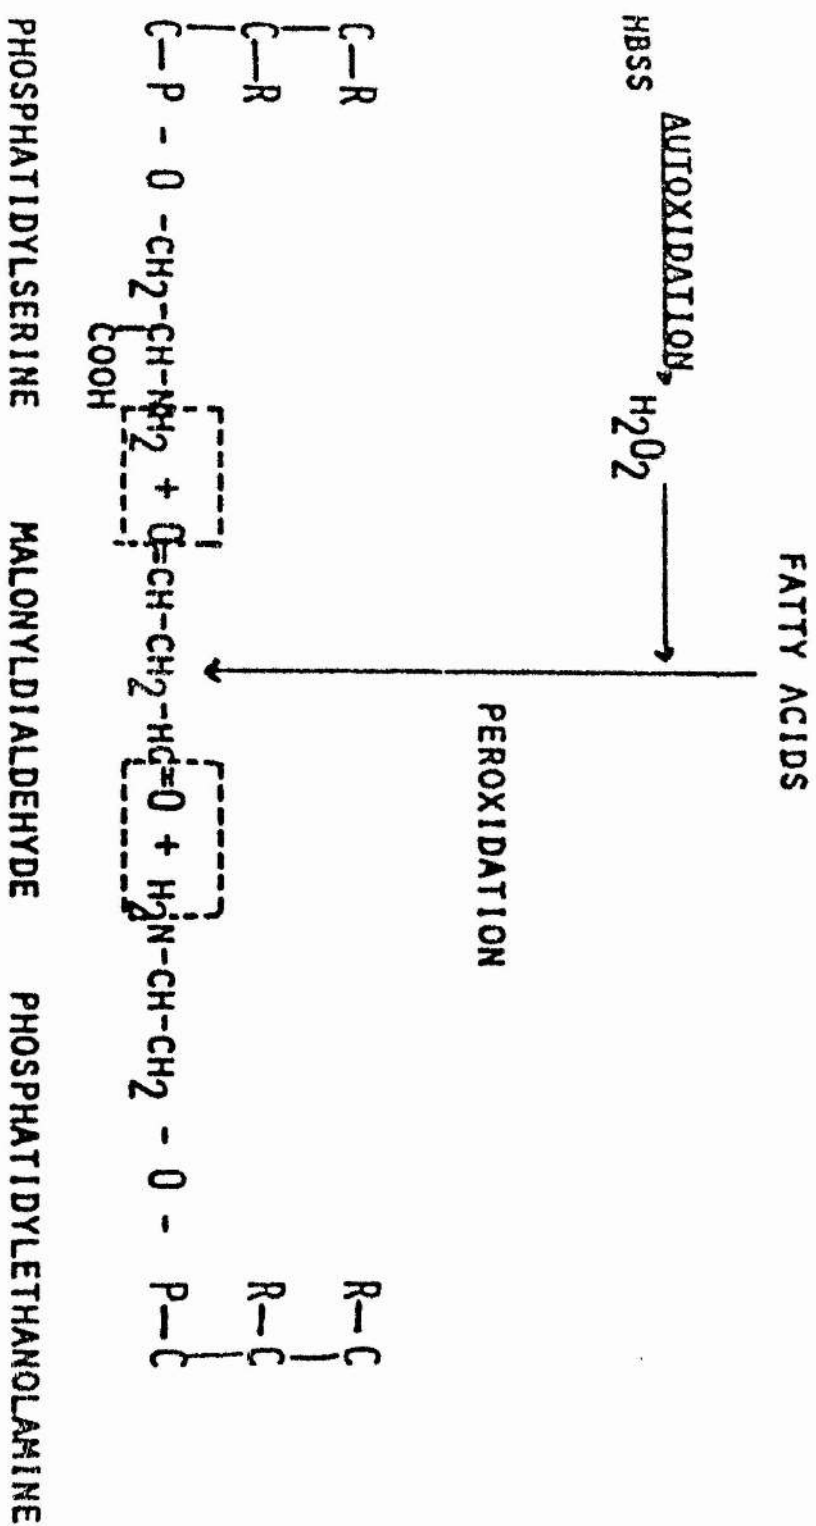 FATTY ACIDS
AUTOXIDATION
HBSS
H2O2
PEROXIDATION
C-R
C-R
C-P - O -CH2-CH-NH2 + O=CH-CH2-HC=O + H2N-CH-CH2 - O - P-C
COOH
R-C
R-C
PHOSPHATIDYLSERINE MALONYLDIALDEHYDE PHOSPHATIDYLETHANOLAMINE